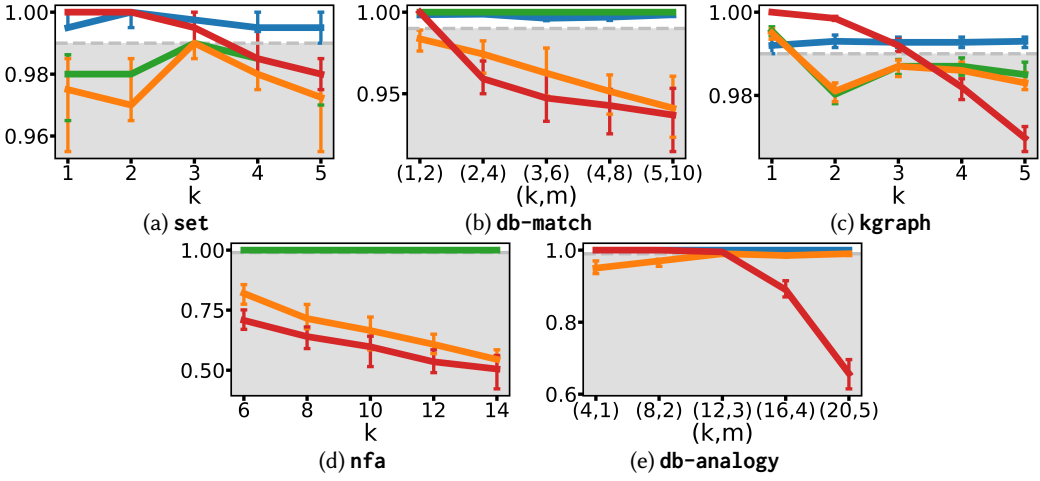 1.00
0.98
0.96
1 2 3 4 5
k
(a) set
1.00
0.95
(1,2) (2,4) (3,6) (4,8) (5,10)
(k,m)
(b) db-match
1.00
0.98
1 2 3 4 5
k
(c) kgraph
1.00
0.75
0.50
6 8 10 12 14
k
(d) nfa
1.0
0.8
0.6
(4,1) (8,2) (12,3) (16,4) (20,5)
(k,m)
(e) db-analogy